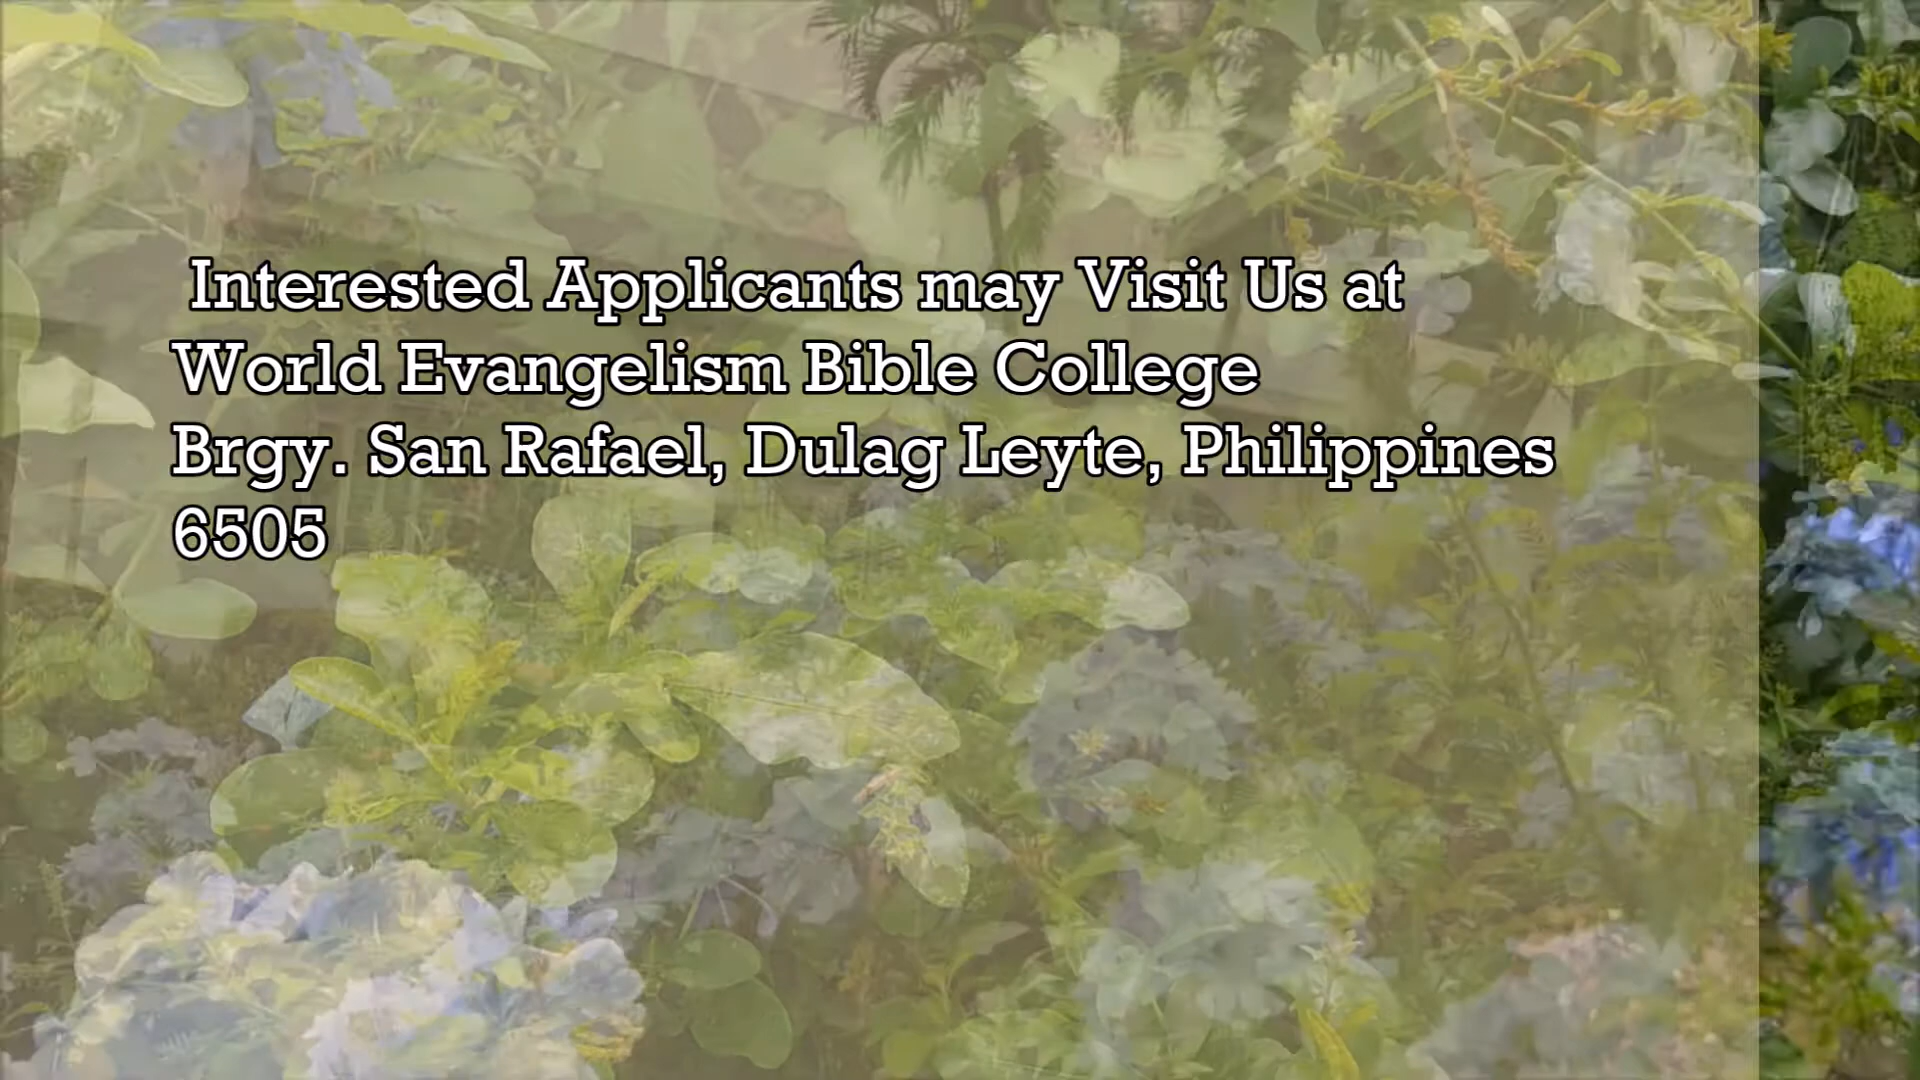 Interested Applicants may Visit Us at
World Evangelism Bible College
Brgy. San Rafael, Dulag Leyte, Philippines
6505